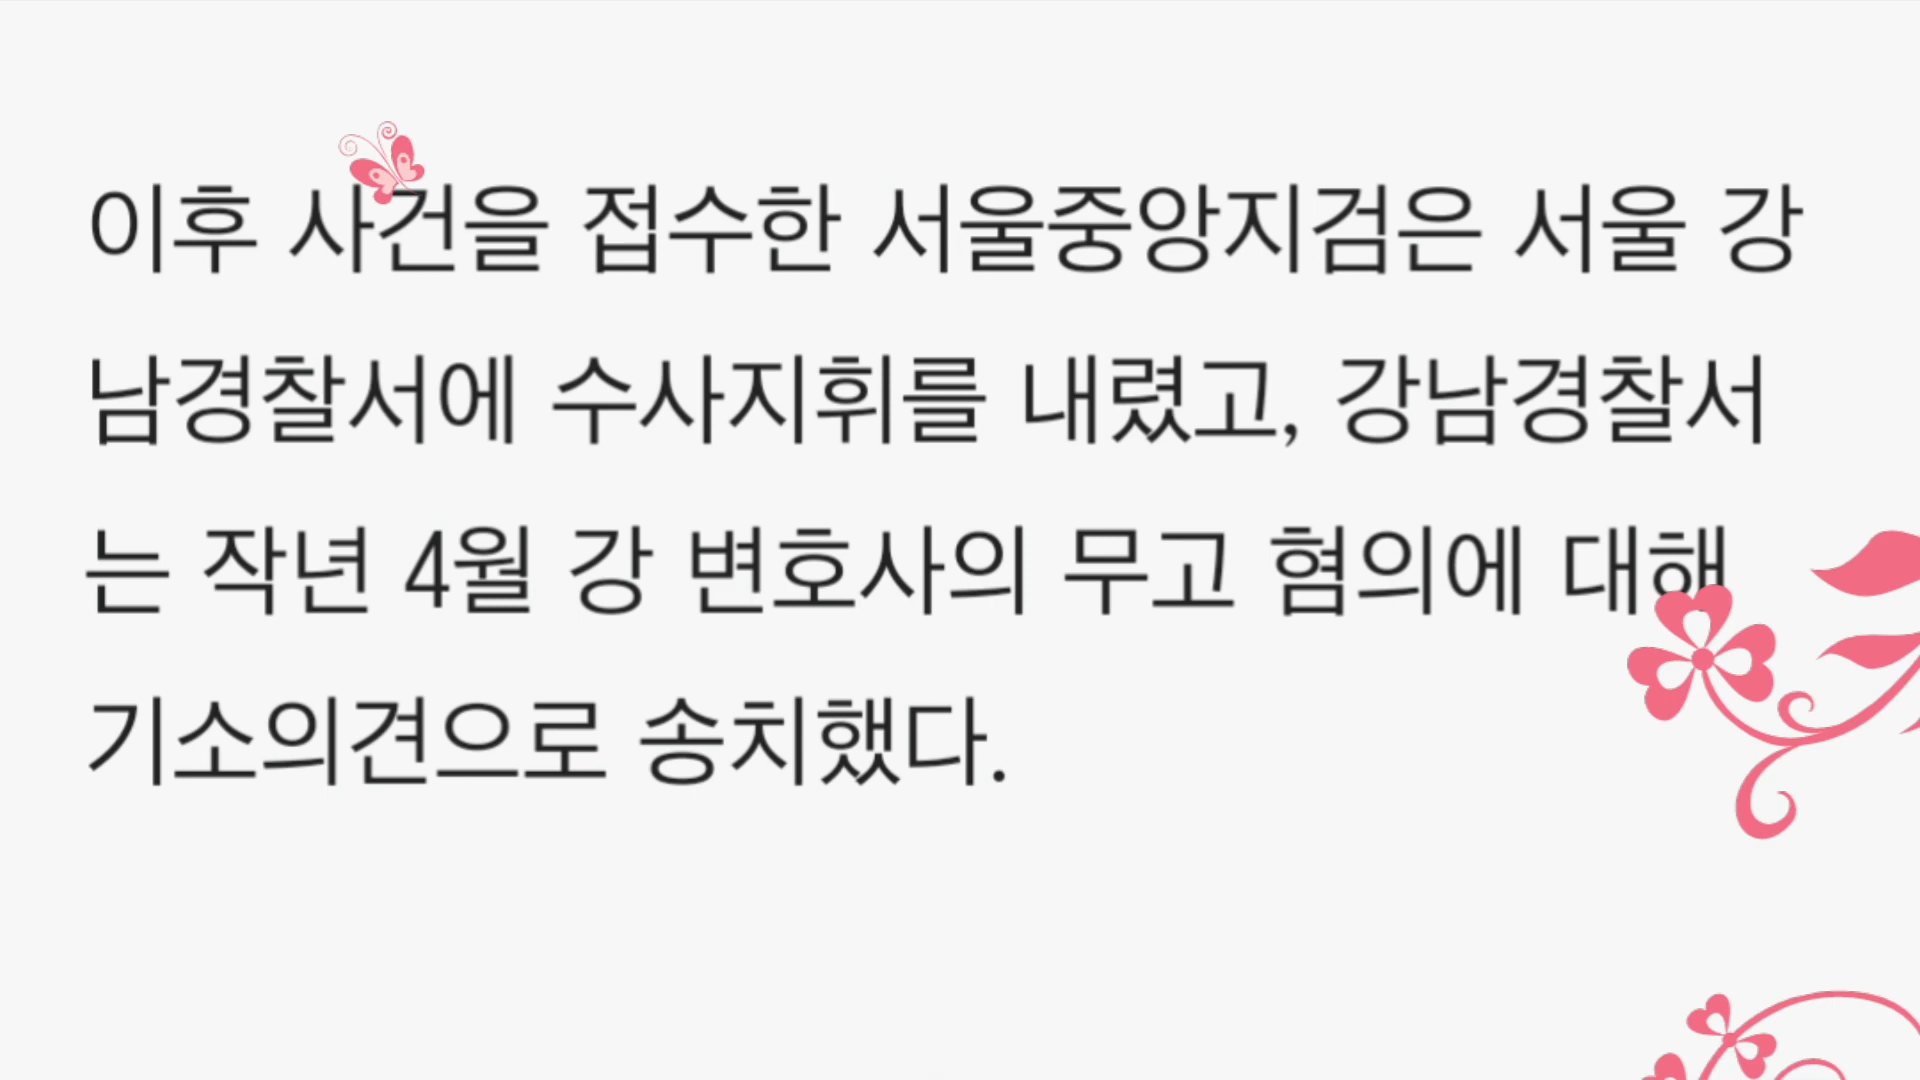 이후 사건을 접수한 서울중앙지검은 서울 강
남경찰서에 수사지휘를 내렸고, 강남경찰서
는 작년 4월 강 변호사의 무고 혐의에 대해
기소의견으로 송치했다.